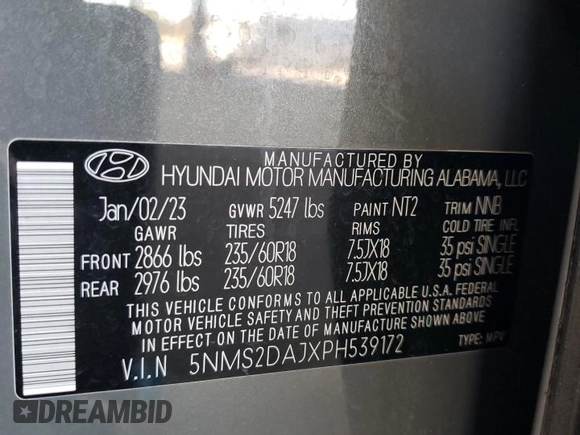 MANUFACTURED BY
HYUNDAI MOTOR MANUFACTURING ALABAMA, LLC
Jan/02/23 GVWR 5247 lbs PAINT NT2 TRIM NNB
GAWR TIRES RIMS COLD TIRE INFL
FRONT 2866 lbs 235/60R18 7.5JX18 35 psi SINGLE
REAR 2976 lbs 235/60R18 7.5JX18 35 psi SINGLE
THIS VEHICLE CONFORMS TO ALL APPLICABLE U.S.A. FEDERAL
MOTOR VEHICLE SAFETY AND THEFT PREVENTION STANDARDS
IN EFFECT ON THE DATE OF MANUFACTURE SHOWN ABOVE.
V.I.N 5NMS2DAJXPH539172 TYPE: MPV
DREAMBID